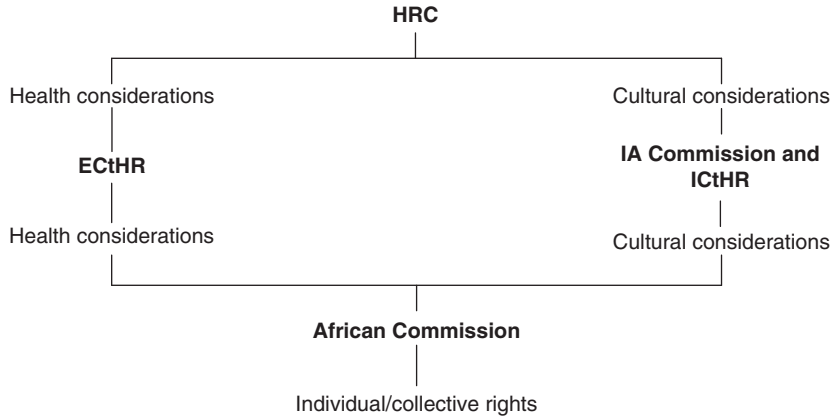 HRC
Health considerations
Cultural considerations
ECtHR
IA Commission and
ICtHR
Health considerations
Cultural considerations
African Commission
Individual/collective rights